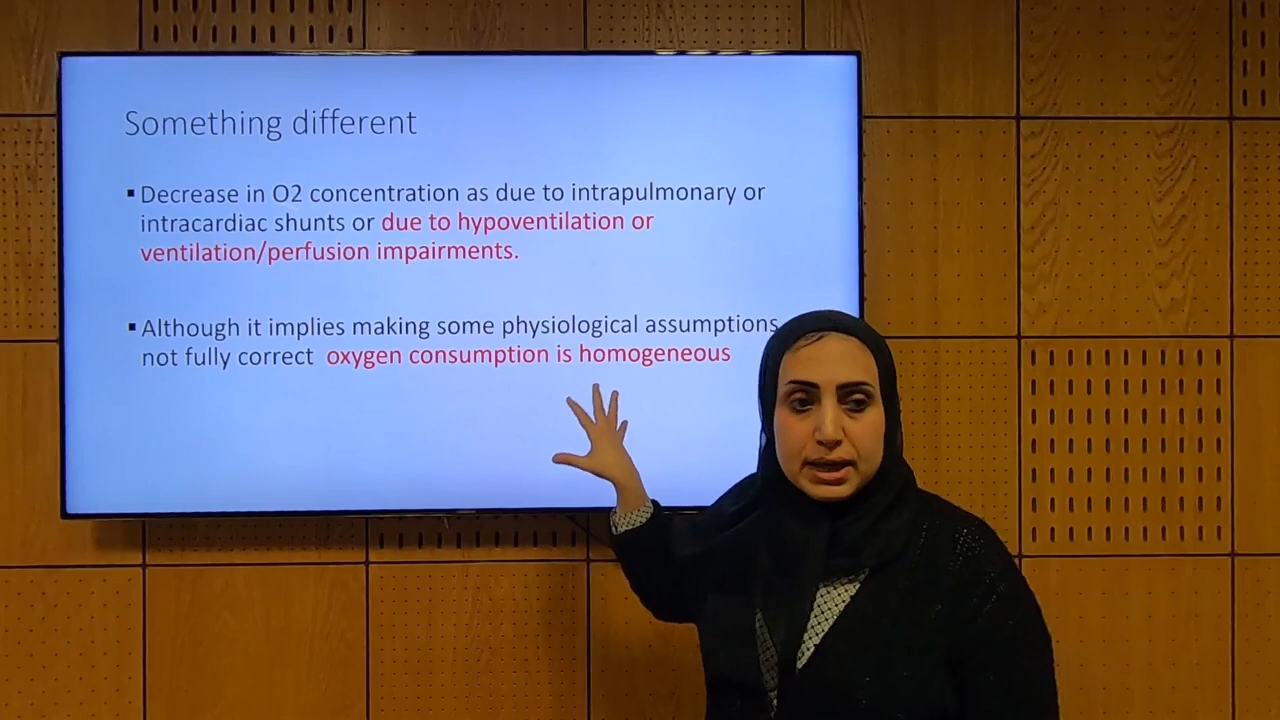 Something different
▪ Decrease in O2 concentration as due to intrapulmonary or
intracardiac shunts or due to hypoventilation or
ventilation/perfusion impairments.
▪ Although it implies making some physiological assumptions
not fully correct oxygen consumption is homogeneous